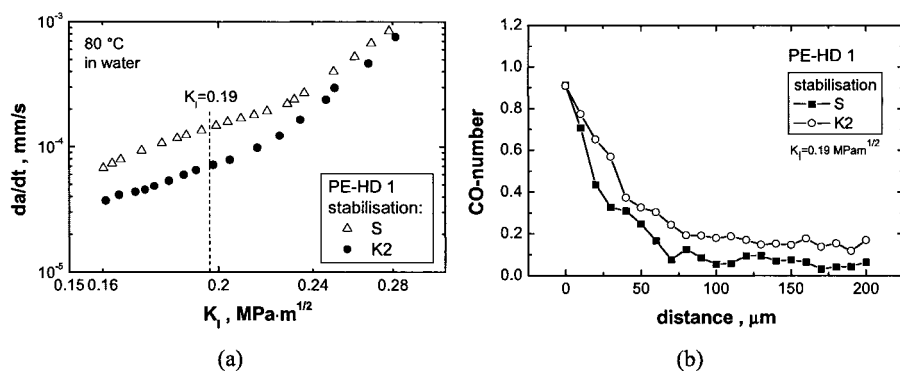 10⁻³
80 °C
in water
K_I=0.19
da/dt , mm/s
10⁻⁴
PE-HD 1
stabilisation:
S
K2
10⁻⁵
0.15 0.16 0.2 0.24 0.28
K_I , MPa·m^1/2
(a)
1.2
PE-HD 1
1.0
stabilisation
S
K2
0.8
K_I=0.19 MPam^1/2
CO-number
0.6
0.4
0.2
0.0
0 50 100 150 200
distance , μm
(b)